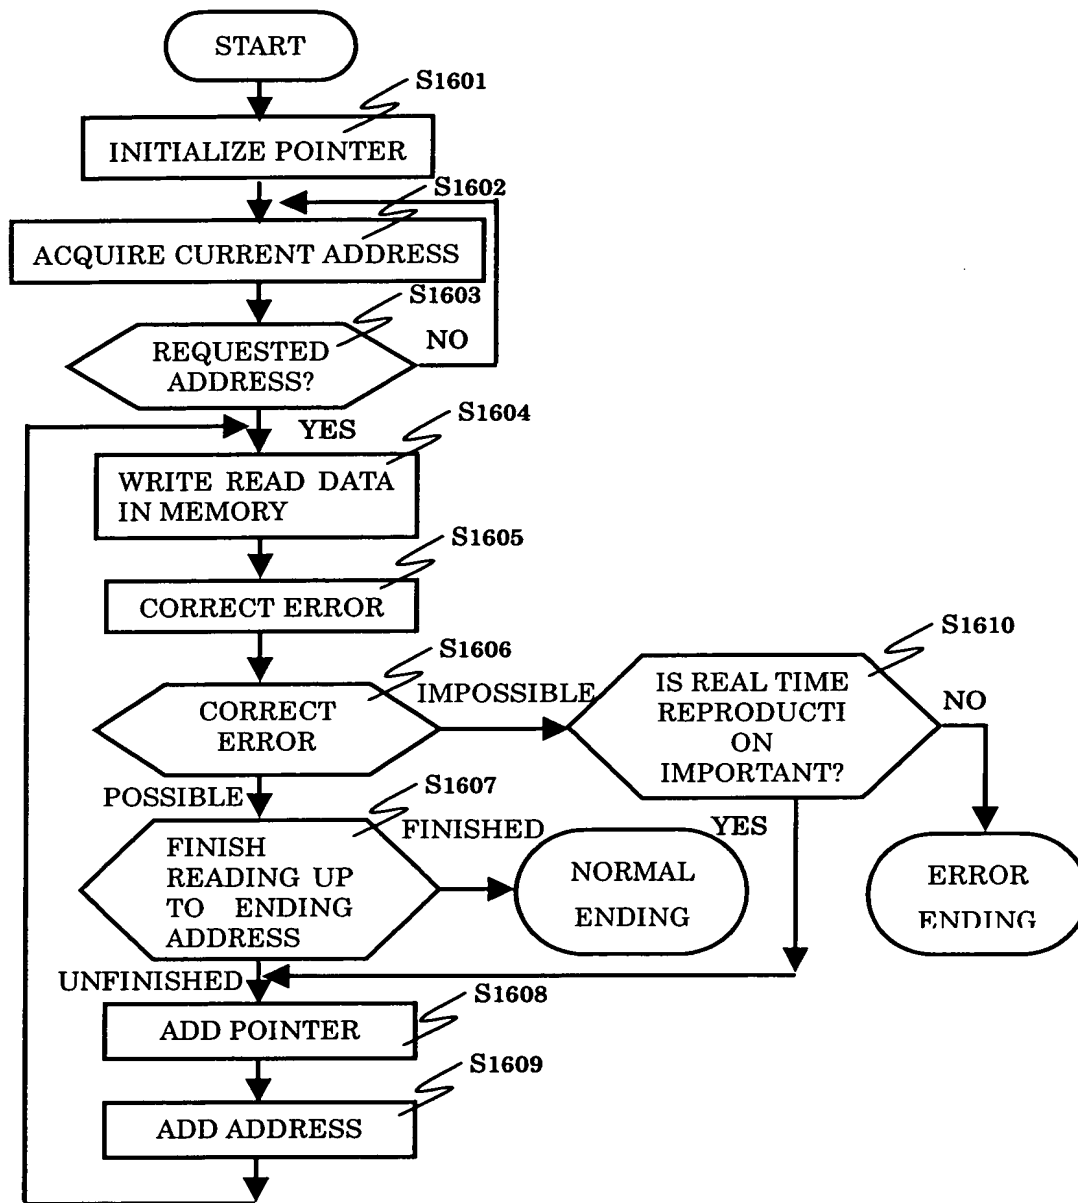 START
S1601
INITIALIZE POINTER
S1602
ACQUIRE CURRENT ADDRESS
S1603
REQUESTED
ADDRESS?
NO
YES
S1604
WRITE READ DATA
IN MEMORY
S1605
CORRECT ERROR
S1606
CORRECT
ERROR
IMPOSSIBLE
S1610
IS REAL TIME
REPRODUCTI
ON
IMPORTANT?
NO
POSSIBLE
S1607
FINISH
READING UP
TO ENDING
ADDRESS
FINISHED
NORMAL
ENDING
YES
ERROR
ENDING
UNFINISHED
S1608
ADD POINTER
S1609
ADD ADDRESS